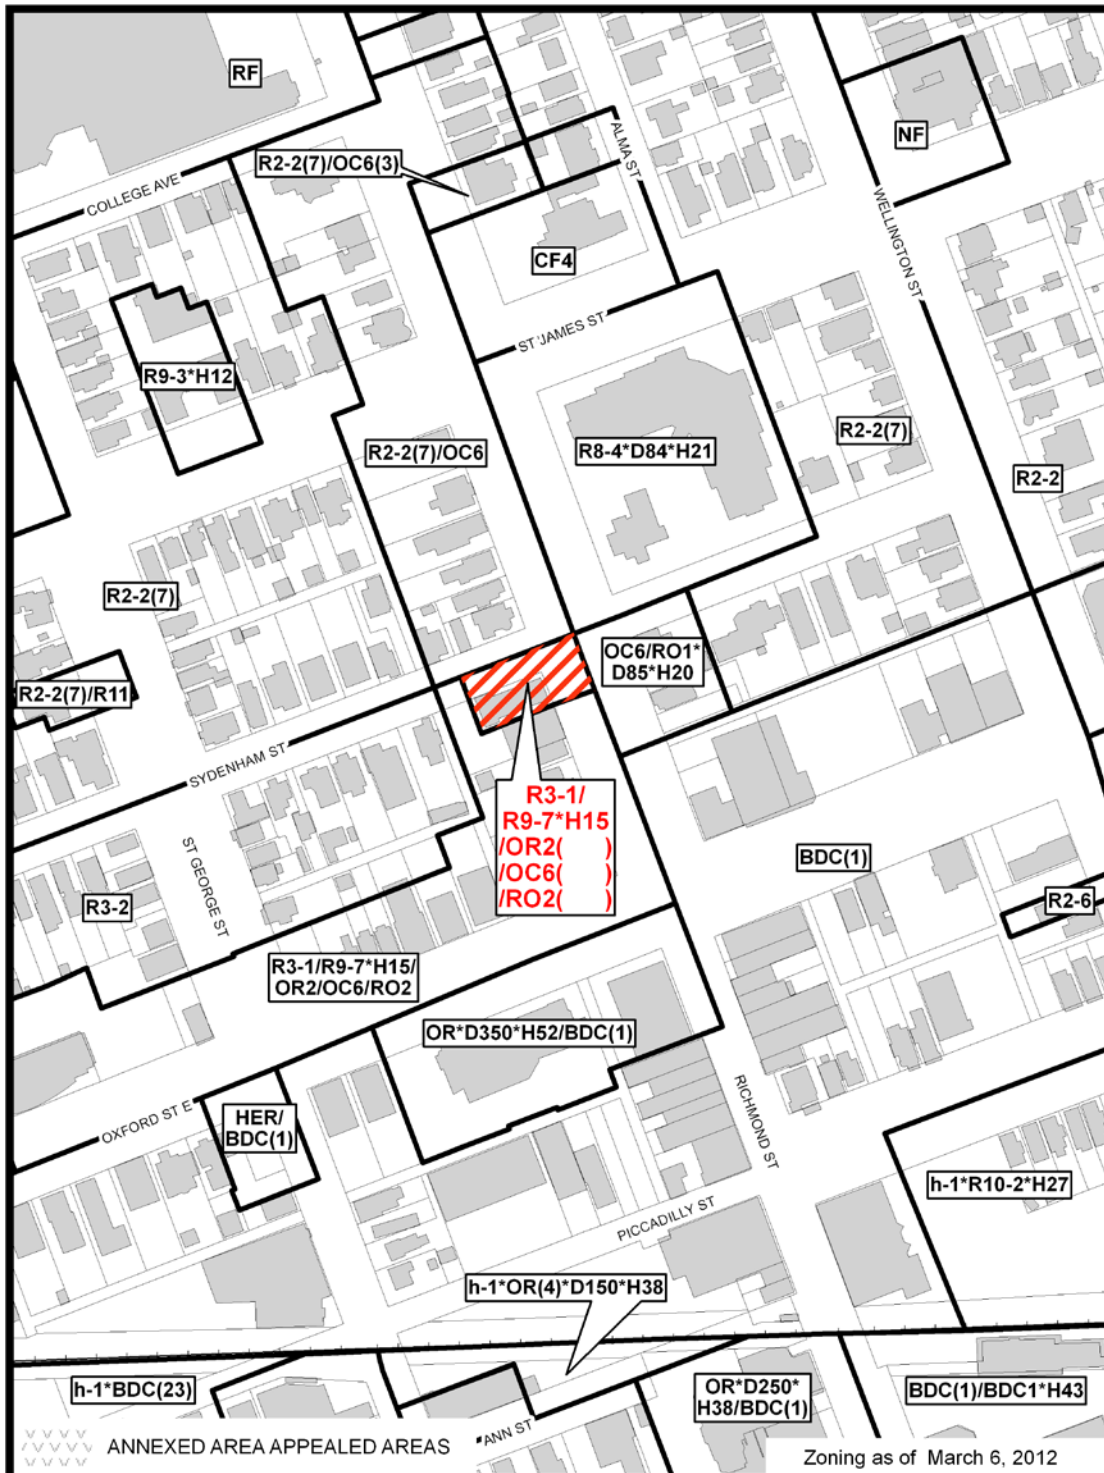 RF
NF
COLLEGE AVE
R2-2(7)/OC6(3)
ALMA ST
WELLINGTON ST
CF4
ST JAMES ST
R9-3*H12
R2-2(7)/OC6
R8-4*D84*H21
R2-2(7)
R2-2
R2-2(7)
OC6/RO1*
D85*H20
R2-2(7)/R11
SYDENHAM ST
R3-1/
R9-7*H15
/OR2( )
/OC6( )
/RO2( )
BDC(1)
ST GEORGE ST
R3-2
R2-6
R3-1/R9-7*H15/
OR2/OC6/RO2
OR*D350*H52/BDC(1)
RICHMOND ST
OXFORD ST E
HER/
BDC(1)
h-1*R10-2*H27
PICCADILLY ST
h-1*OR(4)*D150*H38
h-1*BDC(23)
OR*D250*
H38/BDC(1)
BDC(1)/BDC1*H43
ANN ST
ANNEXED AREA APPEALED AREAS
Zoning as of March 6, 2012